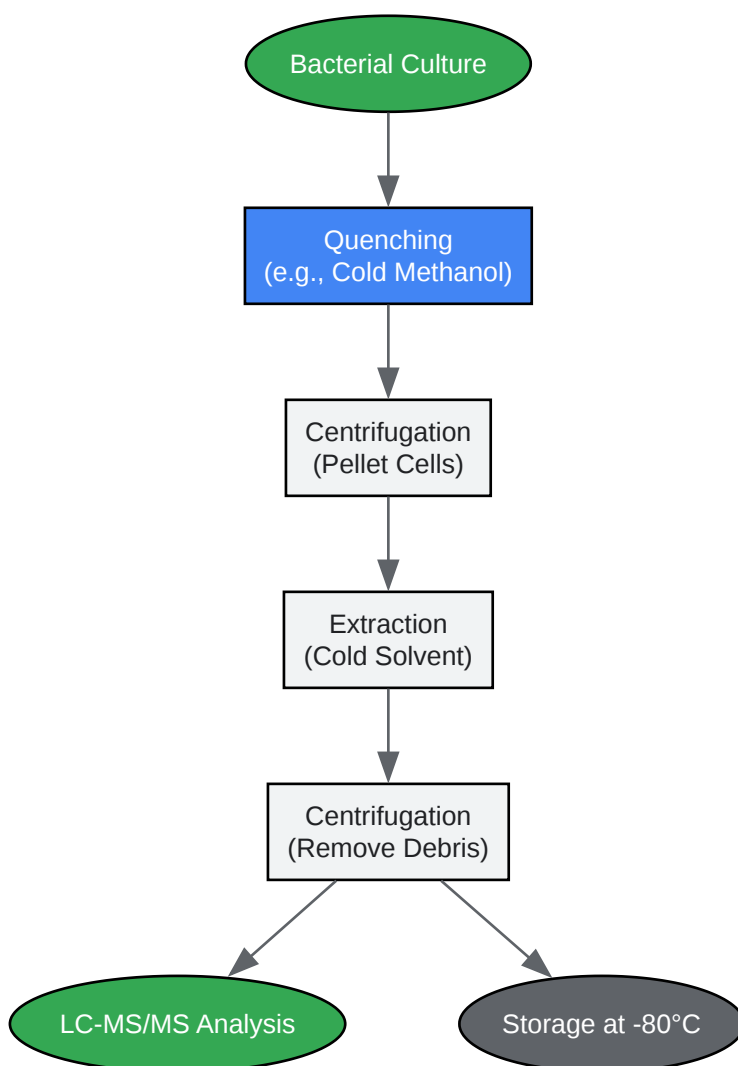 Bacterial Culture
Quenching
(e.g., Cold Methanol)
Centrifugation
(Pellet Cells)
Extraction
(Cold Solvent)
Centrifugation
(Remove Debris)
LC-MS/MS Analysis
Storage at -80°C